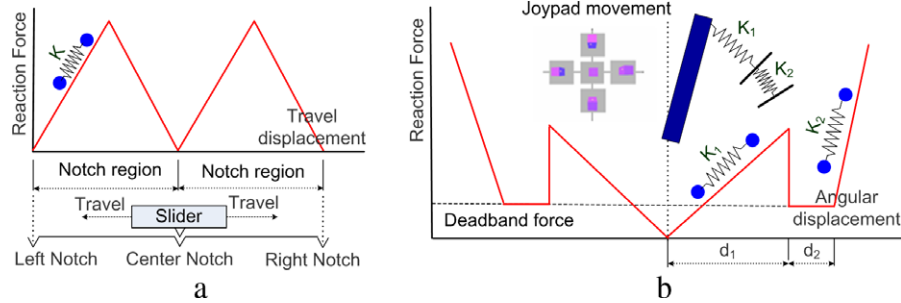 Reaction Force
K
Travel
displacement
Notch region
Notch region
Travel
Slider
Travel
Left Notch
Center Notch
Right Notch
a
Reaction Force
Joypad movement
K1
K2
K1
K2
Deadband force
Angular
displacement
d1
d2
b